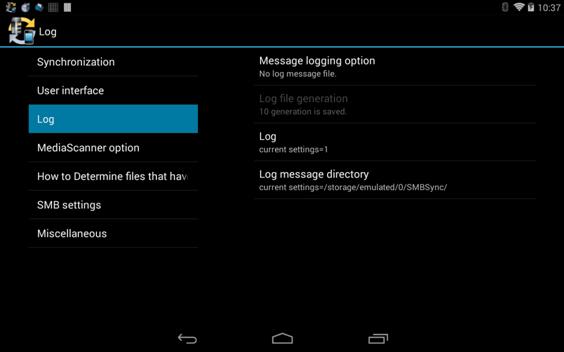 10:37
Log
Synchronization
User interface
Log
MediaScanner option
How to Determine files that hav
SMB settings
Miscellaneous
Message logging option
No log message file.
Log file generation
10 generation is saved.
Log
current settings=1
Log message directory
current settings=/storage/emulated/0/SMBSync/